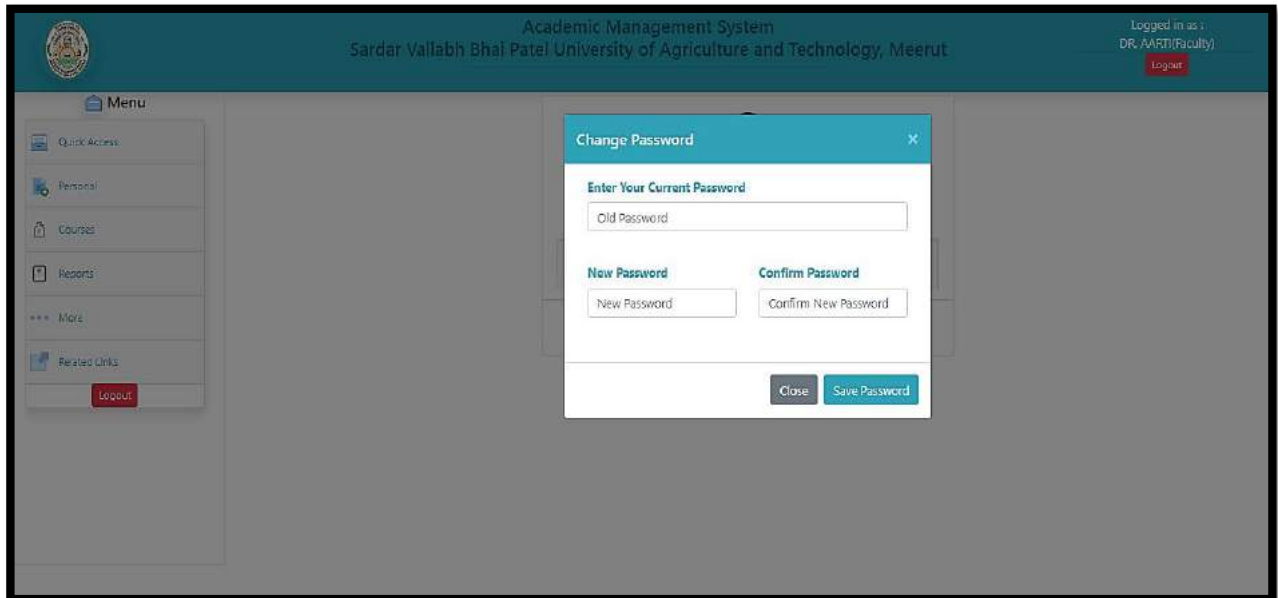 Academic Management System
Sardar Vallabh Bhai Patel University of Agriculture and Technology, Meerut
Logged in as :
DR. AARTI(Faculty)
Logout
Menu
Quick Access
Personal
Courses
Reports
More
Related Links
Logout
Change Password ×
Enter Your Current Password
Old Password
New Password Confirm Password
New Password Confirm New Password
Close Save Password